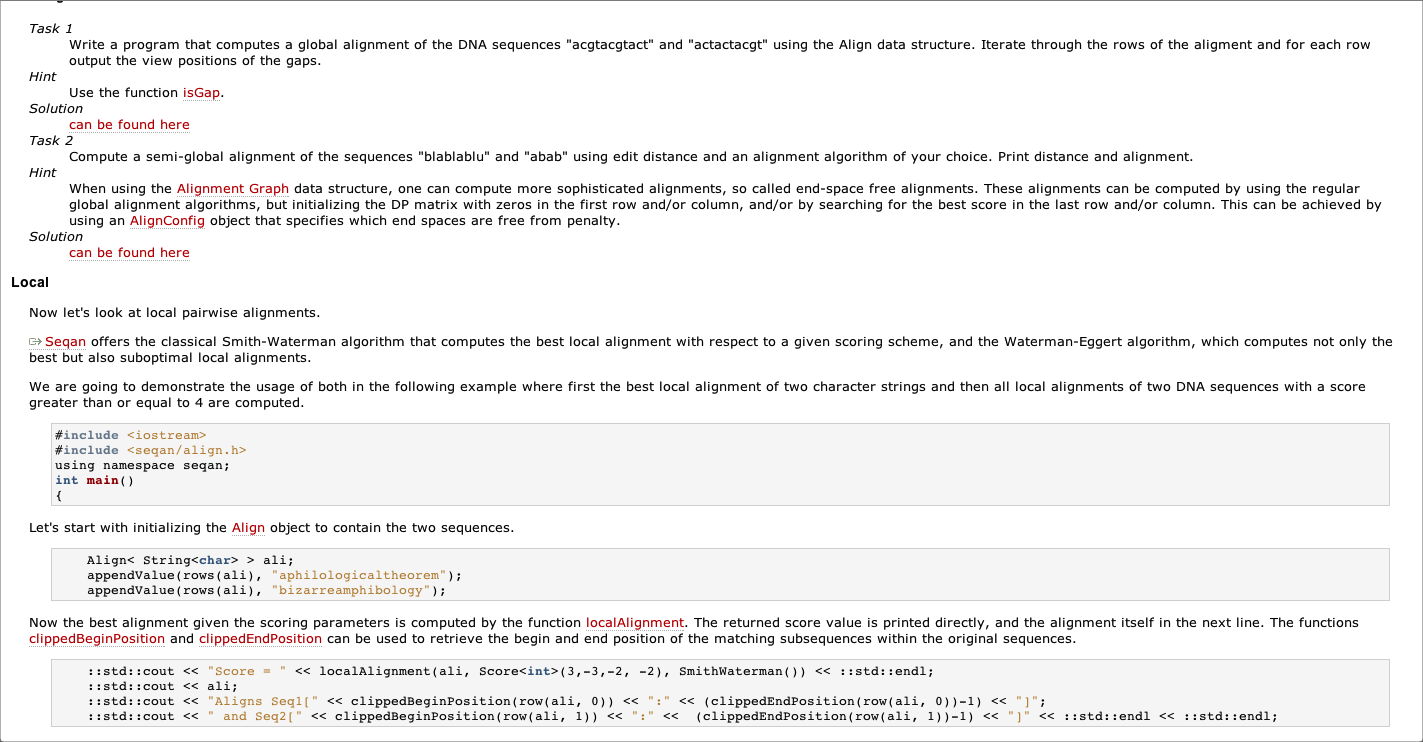 Task 1
Write a program that computes a global alignment of the DNA sequences "acgtacgtact" and "actactacgt" using the Align data structure. Iterate through the rows of the aligment and for each row
output the view positions of the gaps.
Hint
Use the function isGap.
Solution
can be found here
Task 2
Compute a semi-global alignment of the sequences "blablablu" and "abab" using edit distance and an alignment algorithm of your choice. Print distance and alignment.
Hint
When using the Alignment Graph data structure, one can compute more sophisticated alignments, so called end-space free alignments. These alignments can be computed by using the regular
global alignment algorithms, but initializing the DP matrix with zeros in the first row and/or column, and/or by searching for the best score in the last row and/or column. This can be achieved by
using an AlignConfig object that specifies which end spaces are free from penalty.
Solution
can be found here
Local
Now let's look at local pairwise alignments.
Seqan offers the classical Smith-Waterman algorithm that computes the best local alignment with respect to a given scoring scheme, and the Waterman-Eggert algorithm, which computes not only the
best but also suboptimal local alignments.
We are going to demonstrate the usage of both in the following example where first the best local alignment of two character strings and then all local alignments of two DNA sequences with a score
greater than or equal to 4 are computed.
#include <iostream>
#include <seqan/align.h>
using namespace seqan;
int main()
{
Let's start with initializing the Align object to contain the two sequences.
Align< String<char> > ali;
appendValue(rows(ali), "aphilologicaltheorem");
appendValue(rows(ali), "bizarreamphibology");
Now the best alignment given the scoring parameters is computed by the function localAlignment. The returned score value is printed directly, and the alignment itself in the next line. The functions
clippedBeginPosition and clippedEndPosition can be used to retrieve the begin and end position of the matching subsequences within the original sequences.
::std::cout << "Score = " << localAlignment(ali, Score<int>(3,-3,-2, -2), SmithWaterman()) << ::std::endl;
::std::cout << ali;
::std::cout << "Aligns Seq1[" << clippedBeginPosition(row(ali, 0)) << ":" << (clippedEndPosition(row(ali, 0))-1) << "]";
::std::cout << " and Seq2[" << clippedBeginPosition(row(ali, 1)) << ":" <<  (clippedEndPosition(row(ali, 1))-1) << "]" << ::std::endl << ::std::endl;